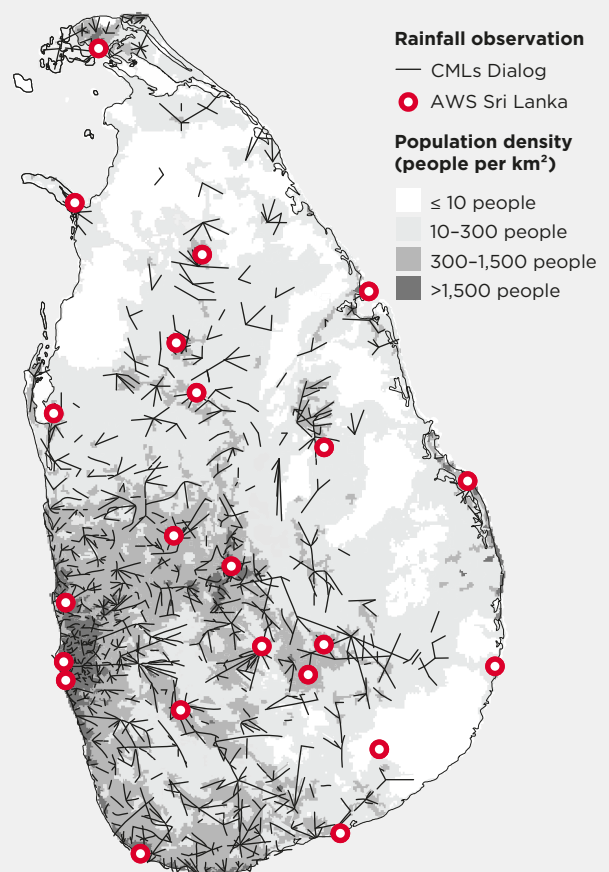 Rainfall observation
CMLs Dialog
AWS Sri Lanka
Population density
(people per km²)
≤ 10 people
10–300 people
300–1,500 people
>1,500 people